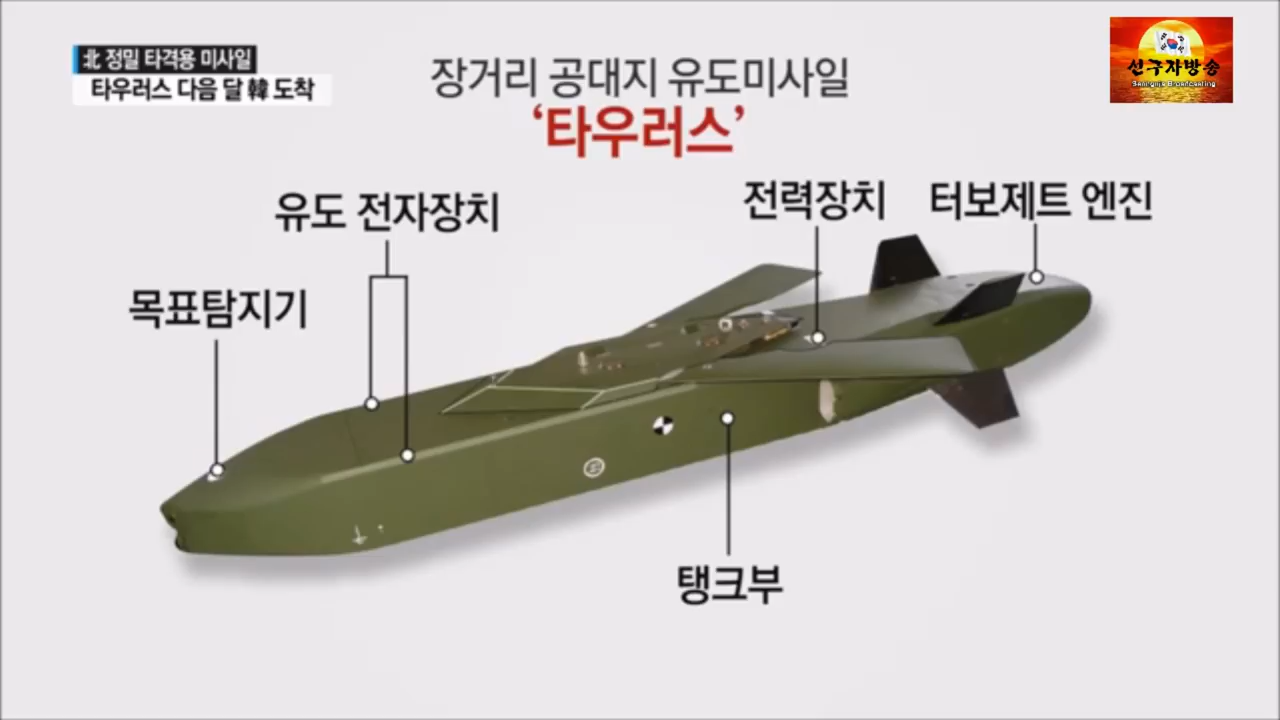 北 정밀 타격용 미사일
타우러스 다음 달 韓 도착
장거리 공대지 유도미사일
‘타우러스’
선구자방송
유도 전자장치
전력장치
터보제트 엔진
목표탐지기
탱크부